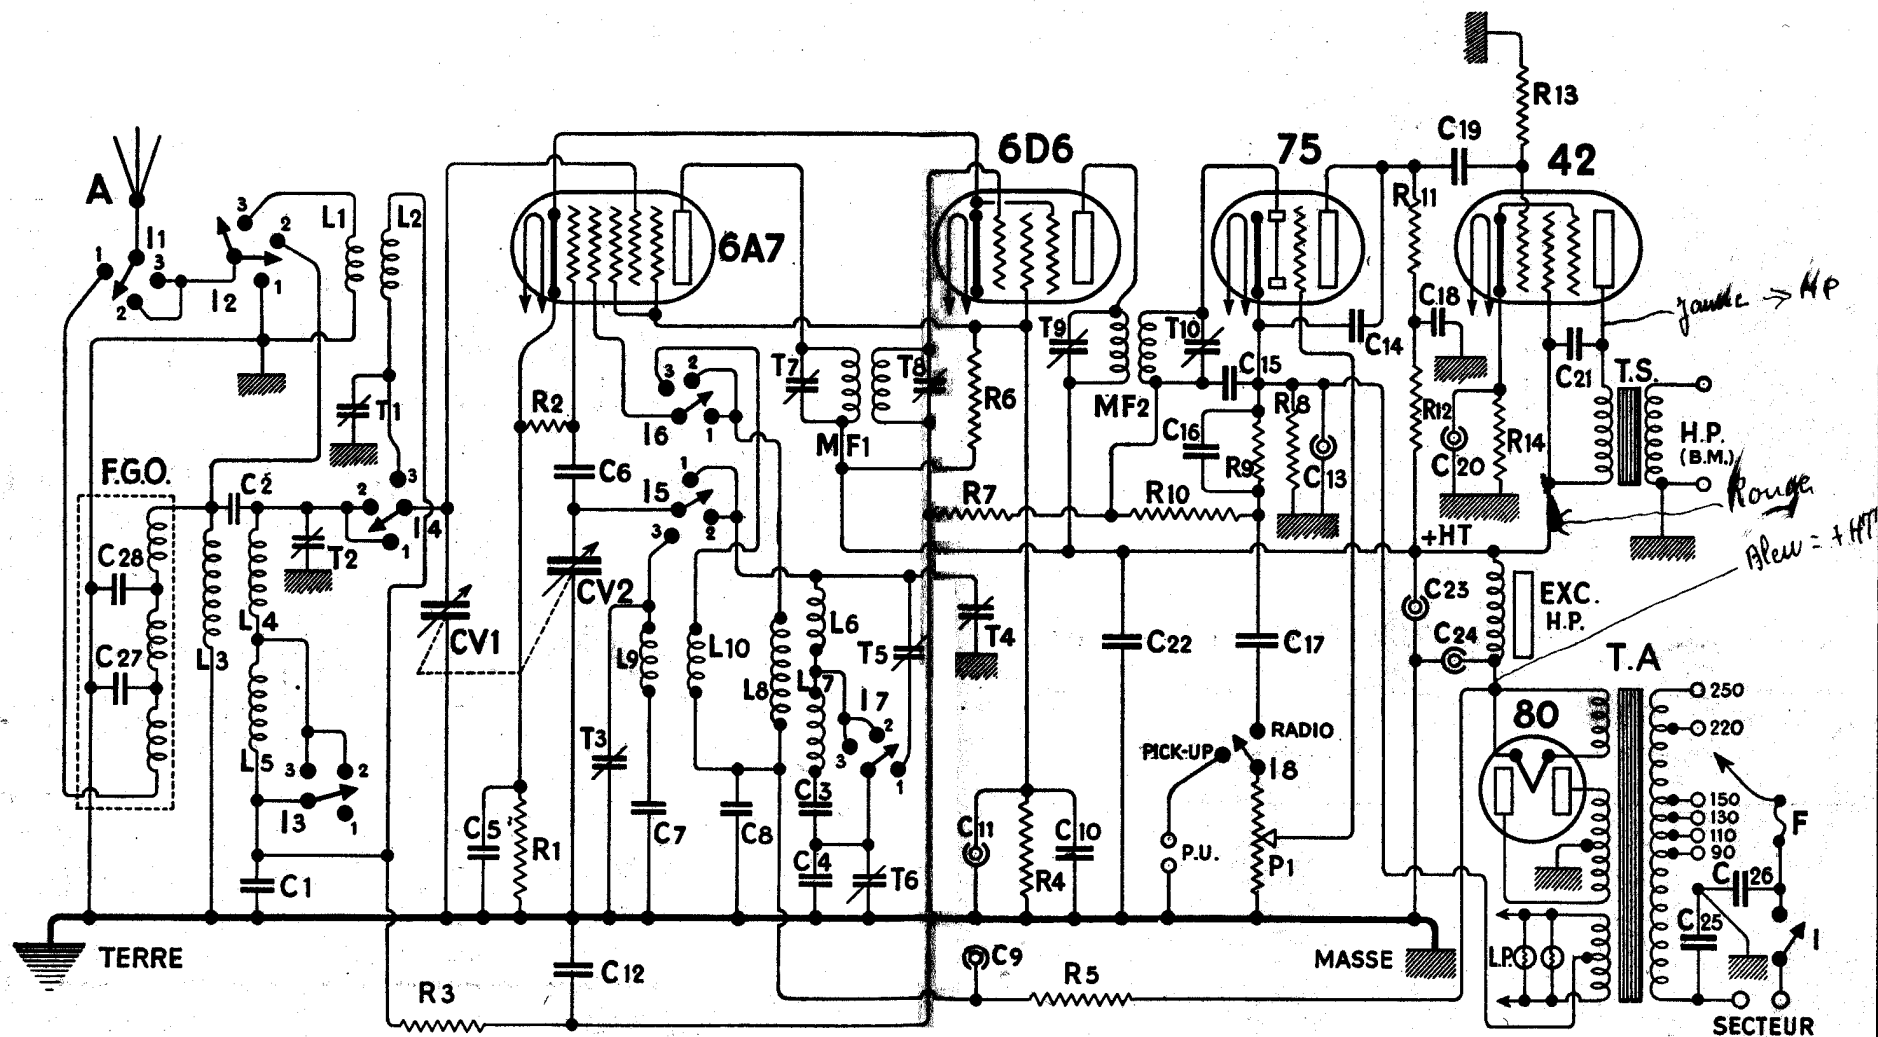 A
I1
1
2
3
I2
3
2
1
L1
L2
T1
F.G.O.
C28
C27
C2
L3
L4
L5
T2
2
3
1
I4
I3
3
2
1
C1
CV1
TERRE
R3
6A7
R2
C6
CV2
R1
C5
T3
C12
I6
3
2
1
I5
1
2
3
L9
L10
L8
C7
C8
T7
MF1
T8
L6
L7
T5
I7
2
3
1
C3
C4
T6
T4
6D6
R6
R7
C11
R4
C10
C9
R5
T9
MF2
T10
C22
R10
75
C14
C15
C16
R9
R8
C13
C17
RADIO
PICK-UP
I8
P.U.
P1
MASSE
C19
R13
42
R11
C18
R12
C20
R14
C21
T.S.
H.P.
(B.M.)
Jaune → HP
Rouge
Bleu = + HT
+HT
C23
C24
EXC.
H.P.
T.A
80
250
220
150
130
110
90
F
C26
C25
I
L.P.
SECTEUR